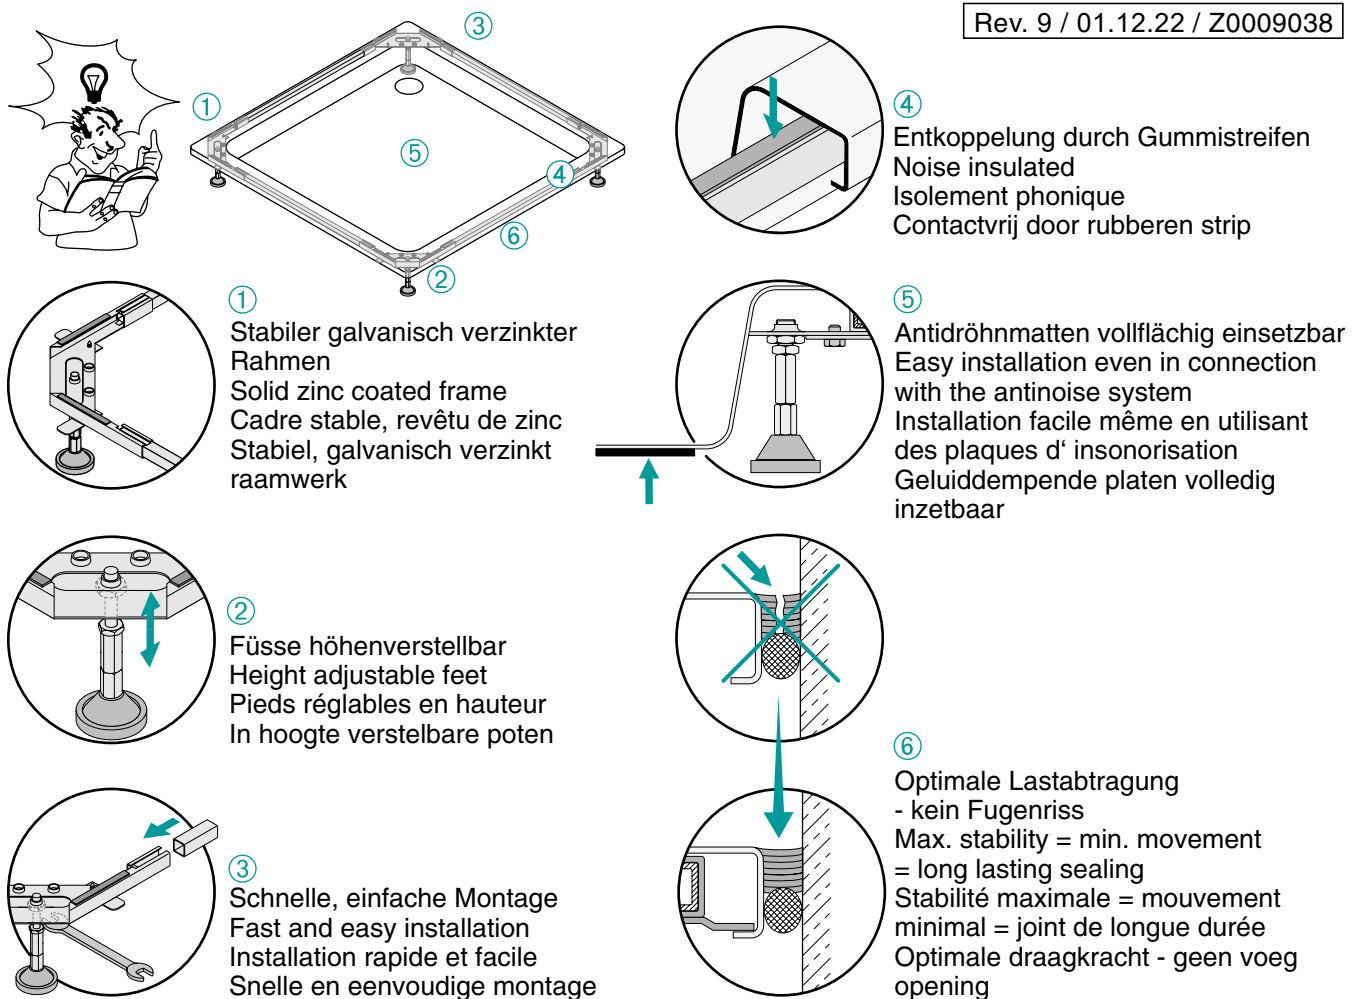 Rev. 9 / 01.12.22 / Z0009038
③
①
⑤
④
⑥
②
①
Stabiler galvanisch verzinkter
Rahmen
Solid zinc coated frame
Cadre stable, revêtu de zinc
Stabiel, galvanisch verzinkt
raamwerk
②
Füsse höhenverstellbar
Height adjustable feet
Pieds réglables en hauteur
In hoogte verstelbare poten
③
Schnelle, einfache Montage
Fast and easy installation
Installation rapide et facile
Snelle en eenvoudige montage
④
Entkoppelung durch Gummistreifen
Noise insulated
Isolement phonique
Contactvrij door rubberen strip
⑤
Antidröhnmatten vollflächig einsetzbar
Easy installation even in connection
with the antinoise system
Installation facile même en utilisant
des plaques d‘ insonorisation
Geluiddempende platen volledig
inzetbaar
⑥
Optimale Lastabtragung
- kein Fugenriss
Max. stability = min. movement
= long lasting sealing
Stabilité maximale = mouvement
minimal = joint de longue durée
Optimale draagkracht - geen voeg
opening